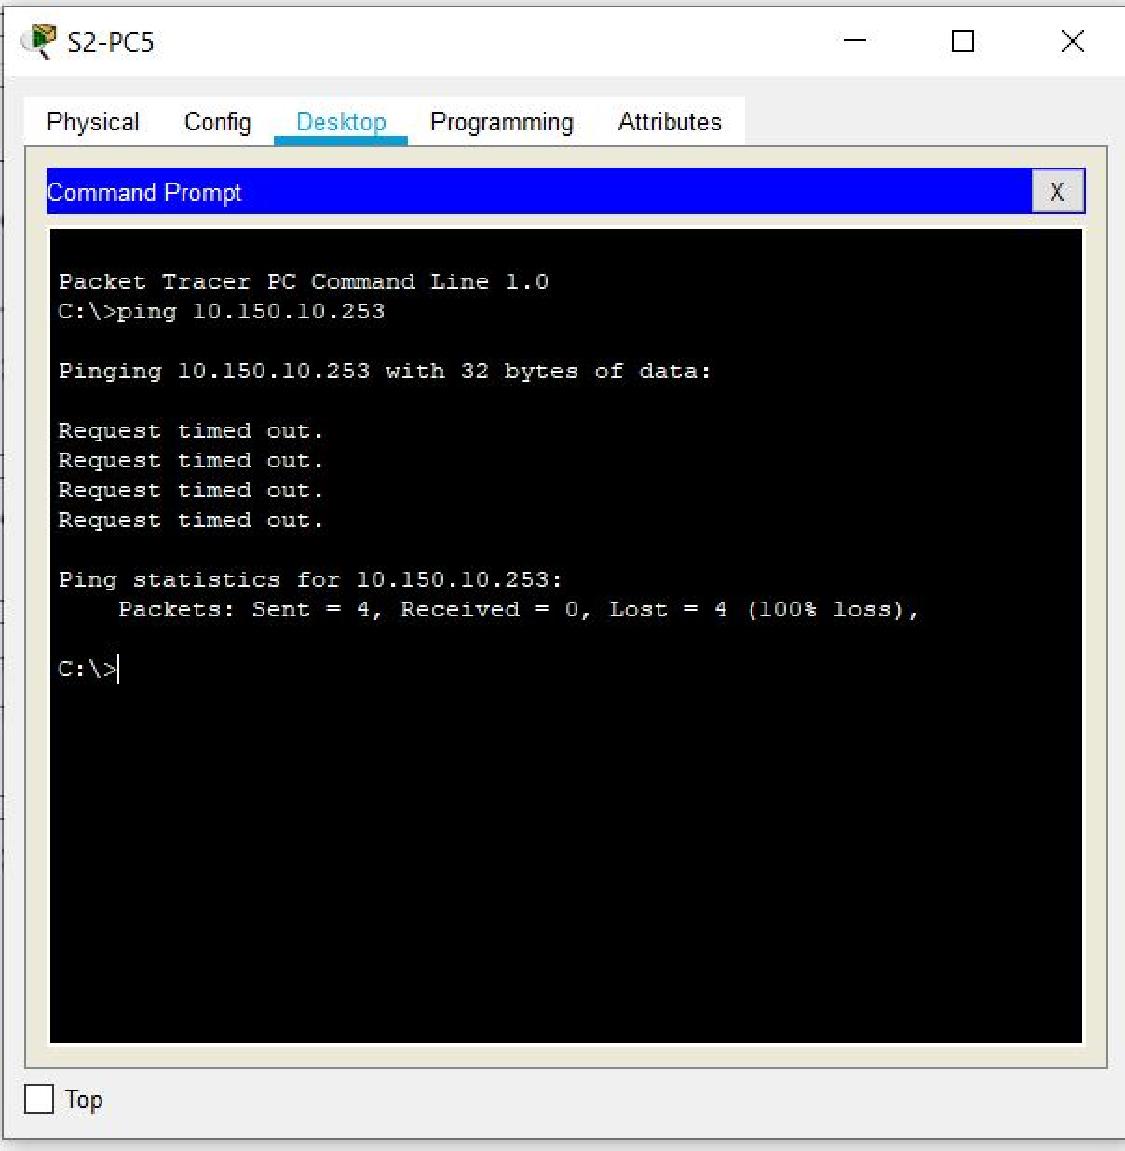 S2-PC5
Physical Config Desktop Programming Attributes
Command Prompt X
Packet Tracer PC Command Line 1.0
C:\>ping 10.150.10.253
Pinging 10.150.10.253 with 32 bytes of data:
Request timed out.
Request timed out.
Request timed out.
Request timed out.
Ping statistics for 10.150.10.253:
Packets: Sent = 4, Received = 0, Lost = 4 (100% loss),
C:\>
Top